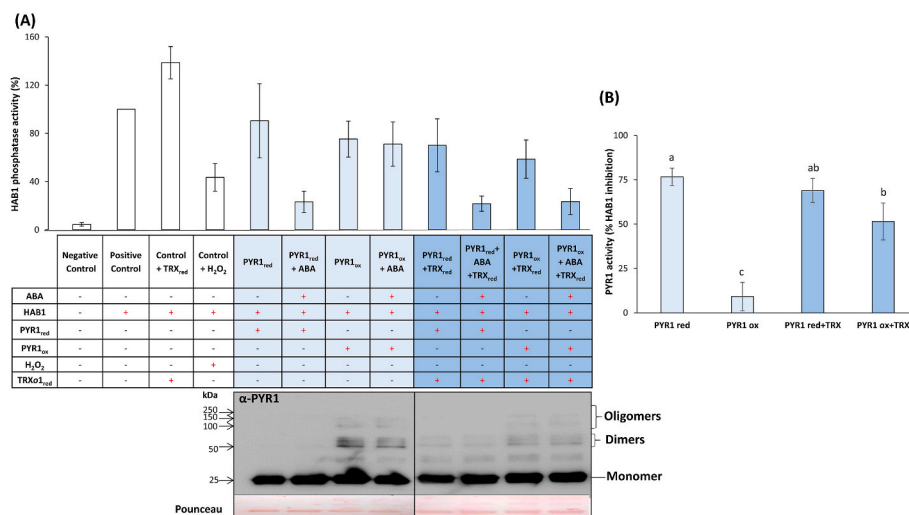 (A)
HAB1 phosphatase activity (%)
160
120
80
40
0
Negative Control
Positive Control
Control + TRXred
Control + H2O2
PYR1red
PYR1red + ABA
PYR1ox
PYR1ox + ABA
PYR1red +TRXred
PYR1red+ ABA +TRXred
PYR1ox +TRXred
PYR1ox + ABA +TRXred
ABA - - - - - + - + - + - +
HAB1 - + + + + + + + + + + +
PYR1red - - - - + + - - + + - -
PYR1ox - - - - - - + + - - + +
H2O2 - - - + - - - - - - - -
TRXo1red - - + - - - - - + + + +
kDa
α-PYR1
250
150
100
50
25
Oligomers
Dimers
Monomer
Pounceau
(B)
PYR1 activity (% HAB1 inhibition)
100
75
50
25
0
a
c
ab
b
PYR1 red
PYR1 ox
PYR1 red+TRX
PYR1 ox+TRX